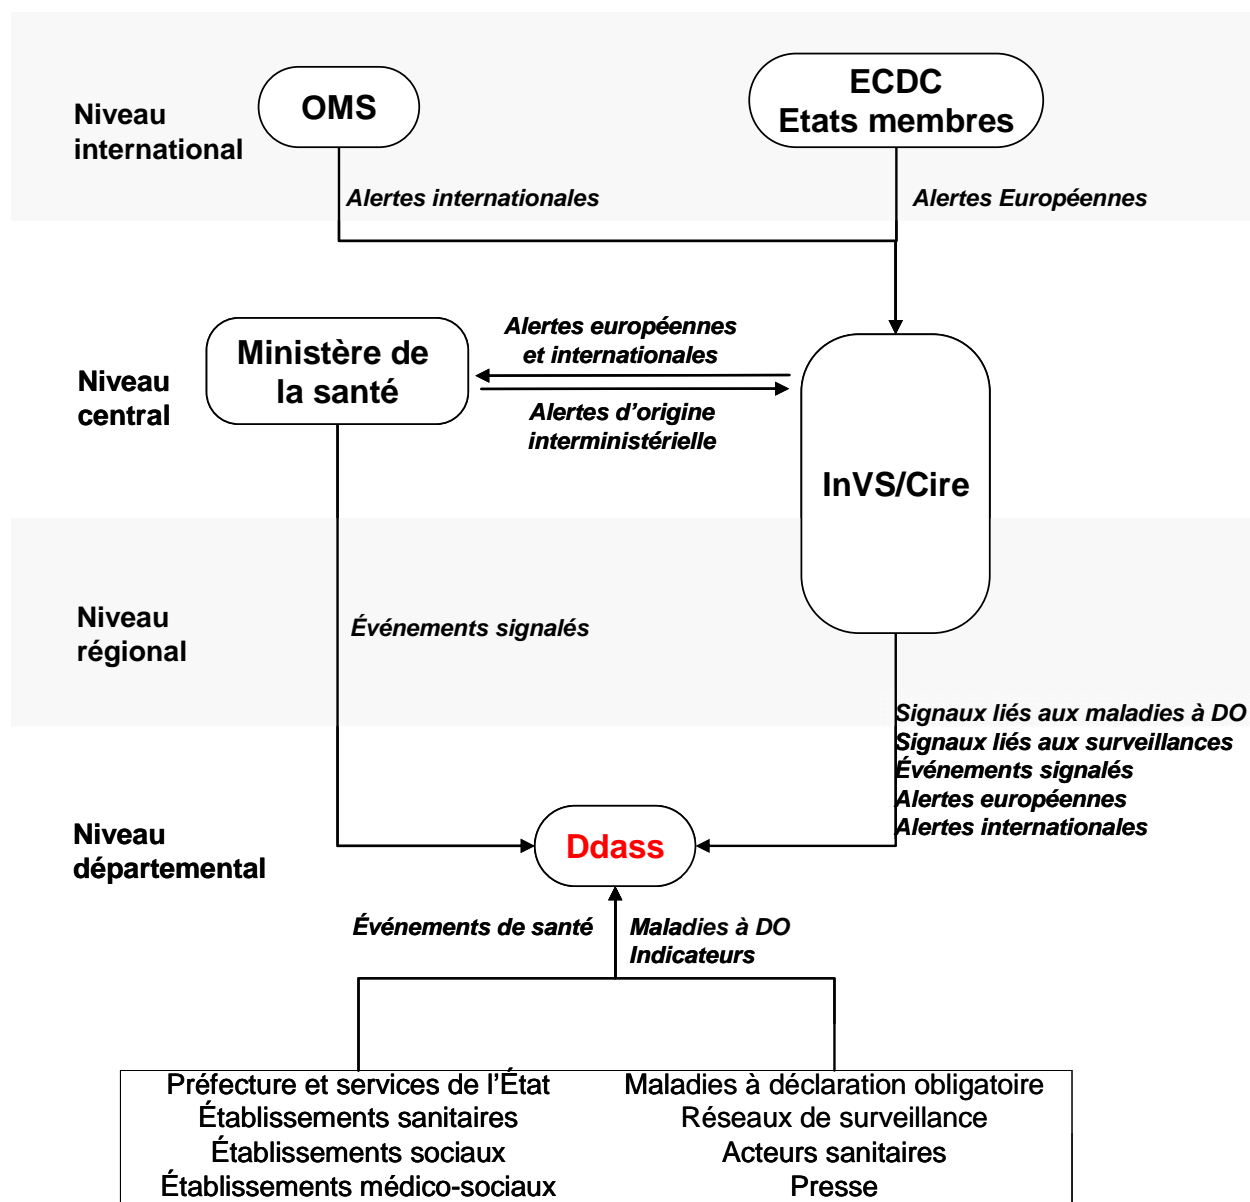 Niveau
international
OMS
ECDC
Etats membres
Alertes internationales
Alertes Européennes
Niveau
central
Ministère de
la santé
Alertes européennes
et internationales
Alertes d’origine
interministérielle
InVS/Cire
Niveau
régional
Événements signalés
Signaux liés aux maladies à DO
Signaux liés aux surveillances
Événements signalés
Alertes européennes
Alertes internationales
Niveau
départemental
Ddass
Événements de santé
Maladies à DO
Indicateurs
Préfecture et services de l’État
Établissements sanitaires
Établissements sociaux
Établissements médico-sociaux
Maladies à déclaration obligatoire
Réseaux de surveillance
Acteurs sanitaires
Presse